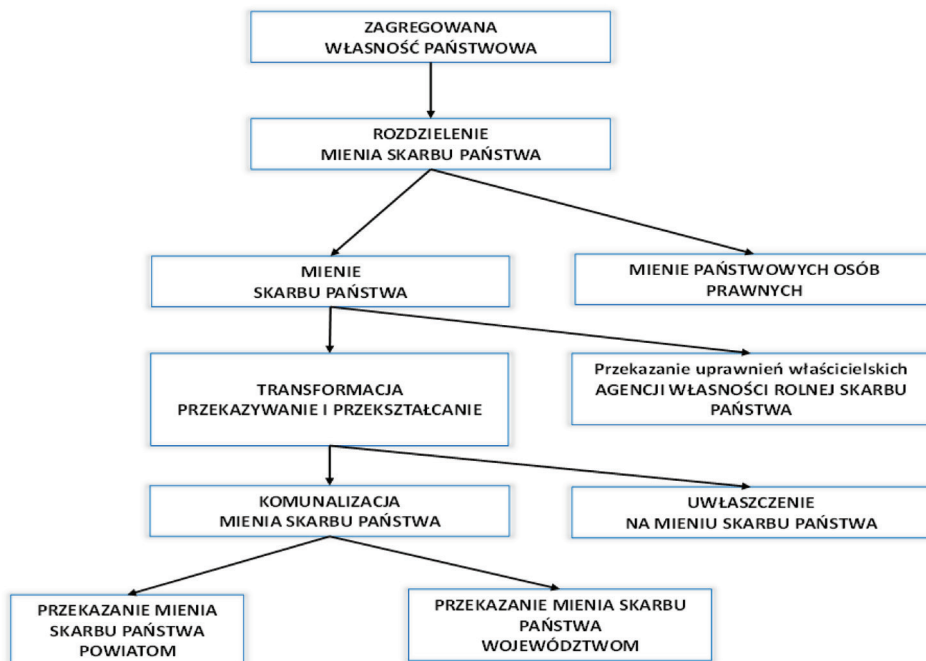 ZAGREGOWANA
WŁASNOŚĆ PAŃSTWOWA
ROZDZIELENIE
MIENIA SKARBU PAŃSTWA
MIENIE
SKARBU PAŃSTWA
MIENIE PAŃSTWOWYCH OSÓB
PRAWNYCH
TRANSFORMACJA
PRZEKAZYWANIE I PRZEKSZTAŁCANIE
Przekazanie uprawnień właścicielskich
AGENCJI WŁASNOŚCI ROLNEJ SKARBU
PAŃSTWA
KOMUNALIZACJA
MIENIA SKARBU PAŃSTWA
UWŁASZCZENIE
NA MIENIU SKARBU PAŃSTWA
PRZEKAZANIE MIENIA
SKARBU PAŃSTWA
POWIATOM
PRZEKAZANIE MIENIA SKARBU
PAŃSTWA
WOJEWÓDZTWOM